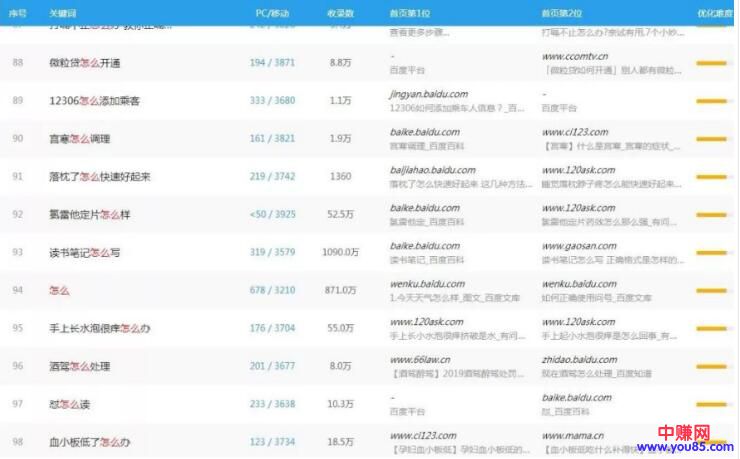 序号 关键词 PC/移动 收录数 首页第1位 首页第2位 优化难度
查看更多步骤... 打嗝不止怎么办?亲试有用,7个小妙...
88 微粒贷怎么开通 194 / 3871 8.8万 - www.ccomtv.cn
百度平台 「微粒贷如何开通」别人都有微粒...
89 12306怎么添加乘客 333 / 3680 1.1万 jingyan.baidu.com -
12306如何添加乘车人信息？_百... 百度平台
90 宫寒怎么调理 161 / 3821 1.9万 baike.baidu.com www.ci123.com
宫寒调理_百度百科 【宫寒】什么是宫寒_宫寒的症状_...
91 落枕了怎么快速好起来 219 / 3742 1360 baijiahao.baidu.com www.120ask.com
落枕了怎么快速好起来 这几种方法... 睡觉落枕脖子疼怎么能快速好起来...
92 氯雷他定片怎么样 <50 / 3925 52.5万 baike.baidu.com www.120ask.com
氯雷他定_百度百科 氯雷他定片药效怎么那么强_有问...
93 读书笔记怎么写 319 / 3579 1090.0万 baike.baidu.com www.gaosan.com
读书笔记_百度百科 读书笔记怎么写 正确格式是怎样的...
94 怎么 678 / 3210 871.0万 wenku.baidu.com wenku.baidu.com
1.今天天气怎么样_图文_百度文库 如何正确使用问号_百度文库
95 手上长水泡很痒怎么办 176 / 3704 55.0万 www.120ask.com www.120ask.com
手上长小水泡很痒挤破是水_有问... 手上起小水泡很痒是怎么回事_有...
96 酒驾怎么处理 201 / 3677 8.0万 www.66law.cn zhidao.baidu.com
【酒驾醉驾】2019酒驾醉驾处罚... 现在酒驾怎么处理_百度知道
97 怼怎么读 233 / 3638 10.3万 - baike.baidu.com
百度平台 怼_百度百科
98 血小板低了怎么办 123 / 3734 18.5万 www.ci123.com www.mama.cn
【孕妇血小板低】_孕妇血小板低的... 【血小板低吃什么补得快】_血小板...
中赚网
www.you85.com